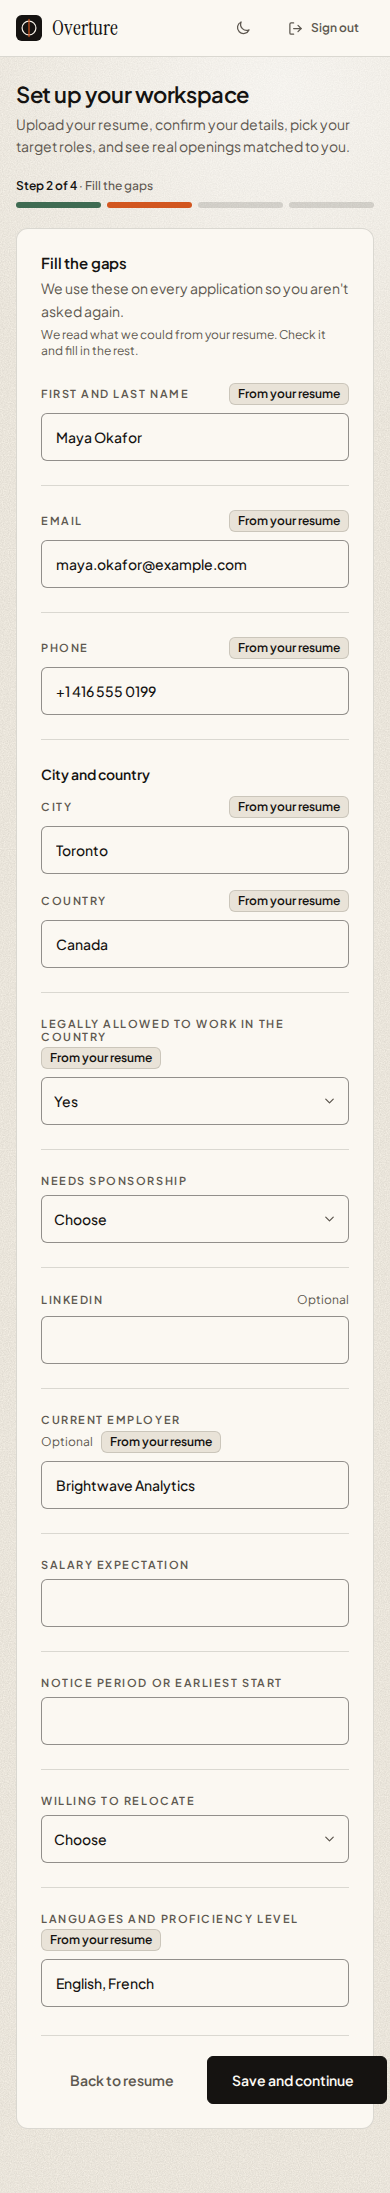 Overture
Sign out
Set up your workspace
Upload your resume, confirm your details, pick your
target roles, and see real openings matched to you.
Step 2 of 4 · Fill the gaps
Fill the gaps
We use these on every application so you aren't
asked again.
We read what we could from your resume. Check it
and fill in the rest.
FIRST AND LAST NAME From your resume
Maya Okafor
EMAIL From your resume
maya.okafor@example.com
PHONE From your resume
+1 416 555 0199
City and country
CITY From your resume
Toronto
COUNTRY From your resume
Canada
LEGALLY ALLOWED TO WORK IN THE
COUNTRY
From your resume
Yes
NEEDS SPONSORSHIP
Choose
LINKEDIN Optional
CURRENT EMPLOYER
Optional From your resume
Brightwave Analytics
SALARY EXPECTATION
NOTICE PERIOD OR EARLIEST START
WILLING TO RELOCATE
Choose
LANGUAGES AND PROFICIENCY LEVEL
From your resume
English, French
Back to resume Save and continue